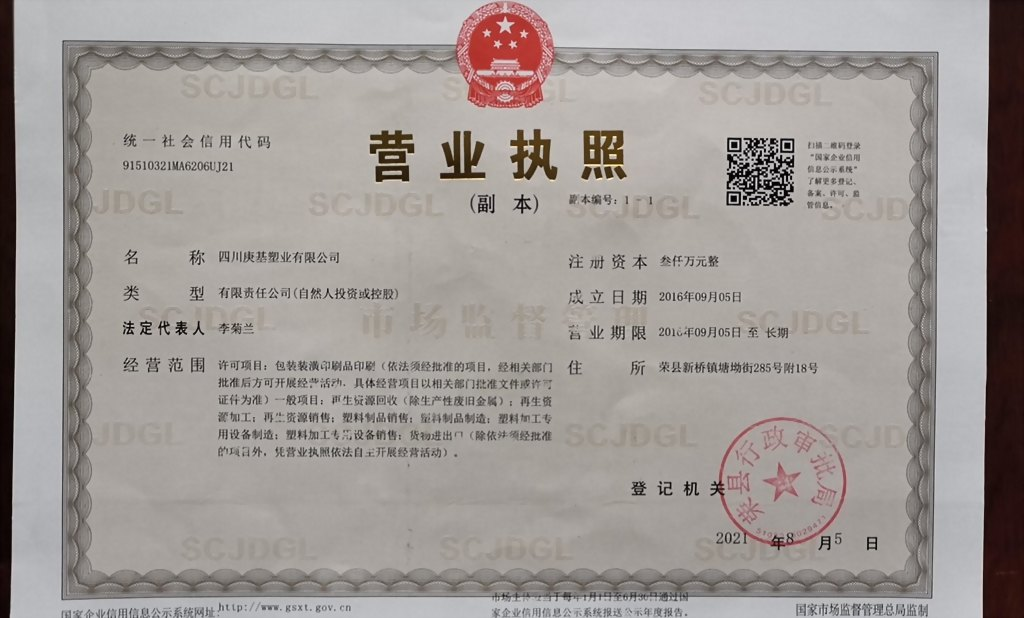 统一社会信用代码
91510321MA6206UJ21
营业执照
(副 本)
副本编号：1-1
扫描二维码登录
“国家企业信用
信息公示系统”
了解更多登记、
备案、许可、监
管信息。
名 称 四川庚基塑业有限公司
类 型 有限责任公司(自然人投资或控股)
法定代表人 李菊兰
经营范围 许可项目：包装装潢印刷品印刷（依法须经批准的项目，经相关部门
批准后方可开展经营活动，具体经营项目以相关部门批准文件或许可
证件为准）一般项目：再生资源回收（除生产性废旧金属）；再生资
源加工；再生资源销售；塑料制品销售；塑料制品制造；塑料加工专
用设备制造；塑料加工专用设备销售；货物进出口（除依法须经批准
的项目外，凭营业执照依法自主开展经营活动）。
注册资本 叁仟万元整
成立日期 2016年09月05日
营业期限 2016年09月05日 至 长期
住 所 荣县新桥镇塘坳街285号附18号
登记机关
荣县行政审批局
2021 年8 月5 日
市场监督管理
SCJDGL
国家企业信用信息公示系统网址：http://www.gsxt.gov.cn
市场主体应当于每年1月1日至6月30日通过国
家企业信用信息公示系统报送公示年度报告。
国家市场监督管理总局监制